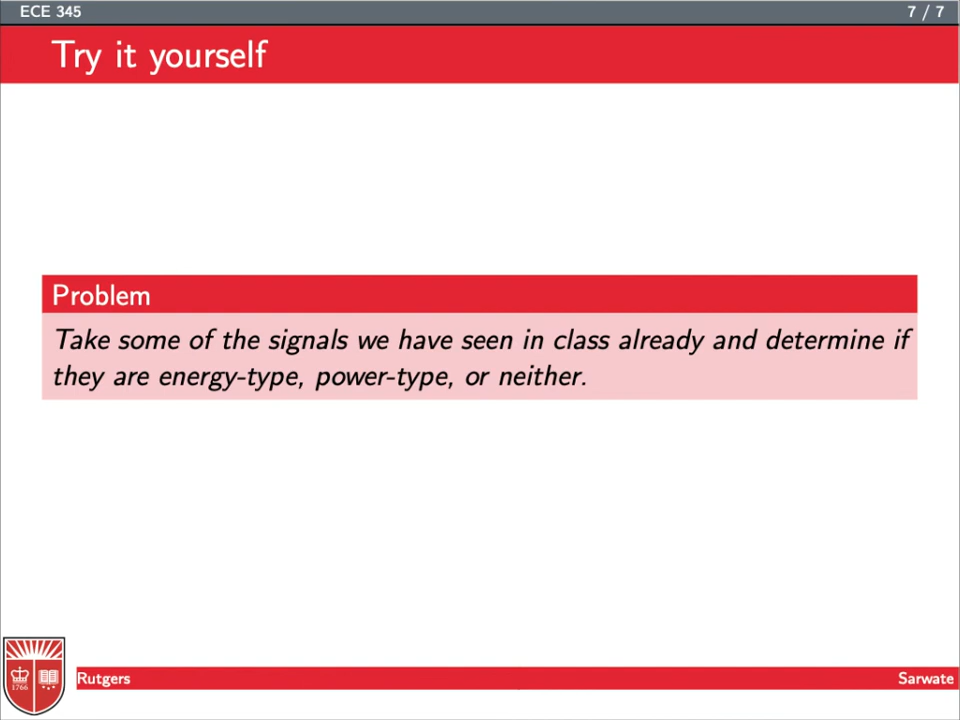 ECE 345
7 / 7
Try it yourself
Problem
Take some of the signals we have seen in class already and determine if
they are energy-type, power-type, or neither.
1766
Rutgers
Sarwate